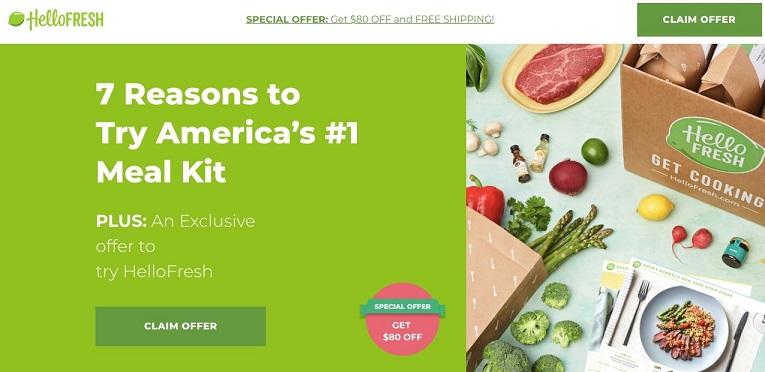 HelloFRESH
SPECIAL OFFER: Get $80 OFF and FREE SHIPPING!
CLAIM OFFER
7 Reasons to
Try America’s #1
Meal Kit
PLUS: An Exclusive
offer to
try HelloFresh
CLAIM OFFER
SPECIAL OFFER
GET
$80 OFF
Hello
FRESH
GET COOKING
HelloFresh.com